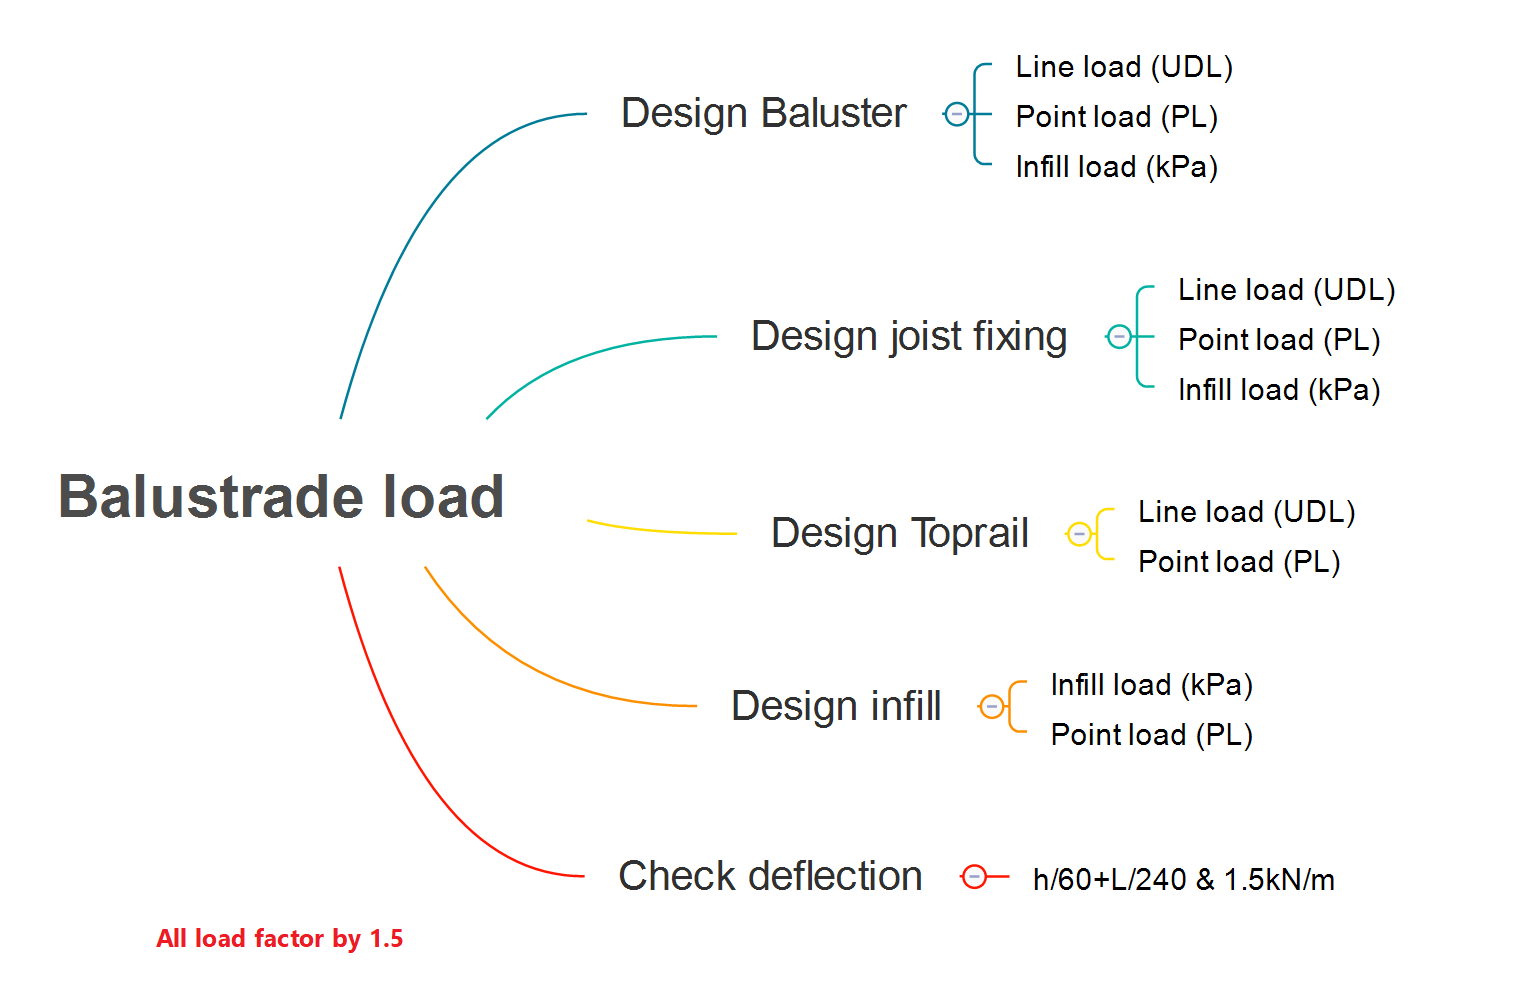 Balustrade load
Design Baluster
Line load (UDL)
Point load (PL)
Infill load (kPa)
Design joist fixing
Line load (UDL)
Point load (PL)
Infill load (kPa)
Design Toprail
Line load (UDL)
Point load (PL)
Design infill
Infill load (kPa)
Point load (PL)
Check deflection
h/60+L/240 & 1.5kN/m
All load factor by 1.5